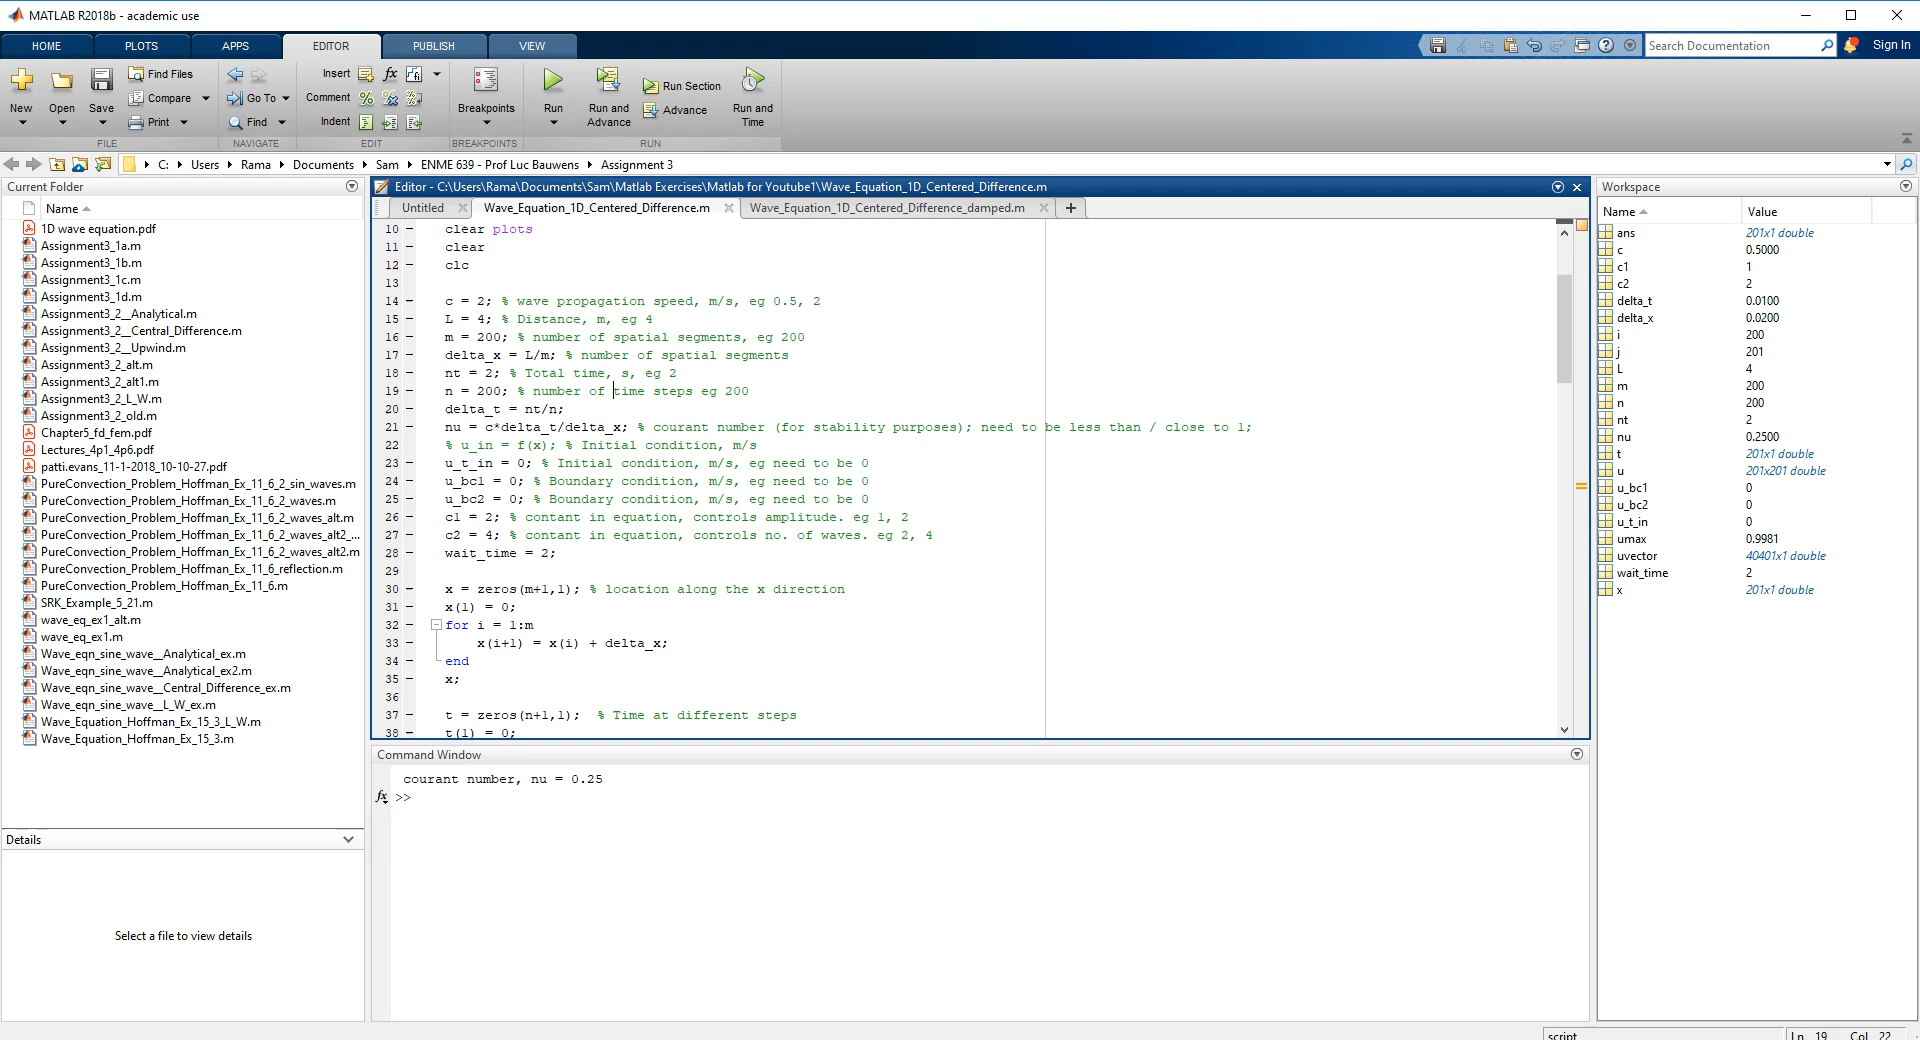 MATLAB R2018b - academic use
HOME PLOTS APPS EDITOR PUBLISH VIEW
Search Documentation
Sign In
New
Open
Save
Find Files
Compare
Print
FILE
Go To
Find
NAVIGATE
Insert
Comment
Indent
fx
EDIT
Breakpoints
BREAKPOINTS
Run
Run and
Advance
Run Section
Advance
Run and
Time
RUN
C: Users Rama Documents Sam ENME 639 - Prof Luc Bauwens Assignment 3
Current Folder
Name
1D wave equation.pdf
Assignment3_1a.m
Assignment3_1b.m
Assignment3_1c.m
Assignment3_1d.m
Assignment3_2__Analytical.m
Assignment3_2__Central_Difference.m
Assignment3_2__Upwind.m
Assignment3_2_alt.m
Assignment3_2_alt1.m
Assignment3_2_L_W.m
Assignment3_2_old.m
Chapter5_fd_fem.pdf
Lectures_4p1_4p6.pdf
patti.evans_11-1-2018_10-10-27.pdf
PureConvection_Problem_Hoffman_Ex_11_6_2_sin_waves.m
PureConvection_Problem_Hoffman_Ex_11_6_2_waves.m
PureConvection_Problem_Hoffman_Ex_11_6_2_waves_alt.m
PureConvection_Problem_Hoffman_Ex_11_6_2_waves_alt2_...
PureConvection_Problem_Hoffman_Ex_11_6_2_waves_alt2.m
PureConvection_Problem_Hoffman_Ex_11_6_reflection.m
PureConvection_Problem_Hoffman_Ex_11_6.m
SRK_Example_5_21.m
wave_eq_ex1_alt.m
wave_eq_ex1.m
Wave_eqn_sine_wave__Analytical_ex.m
Wave_eqn_sine_wave__Analytical_ex2.m
Wave_eqn_sine_wave__Central_Difference_ex.m
Wave_eqn_sine_wave__L_W_ex.m
Wave_Equation_Hoffman_Ex_15_3_L_W.m
Wave_Equation_Hoffman_Ex_15_3.m
Details
Select a file to view details
Editor - C:\Users\Rama\Documents\Sam\Matlab Exercises\Matlab for Youtube1\Wave_Equation_1D_Centered_Difference.m
Untitled Wave_Equation_1D_Centered_Difference.m Wave_Equation_1D_Centered_Difference_damped.m
10 - clear plots
11 - clear
12 - clc
13
14 - c = 2; % wave propagation speed, m/s, eg 0.5, 2
15 - L = 4; % Distance, m, eg 4
16 - m = 200; % number of spatial segments, eg 200
17 - delta_x = L/m; % number of spatial segments
18 - nt = 2; % Total time, s, eg 2
19 - n = 200; % number of time steps eg 200
20 - delta_t = nt/n;
21 - nu = c*delta_t/delta_x; % courant number (for stability purposes); need to be less than / close to 1;
22 % u_in = f(x); % Initial condition, m/s
23 - u_t_in = 0; % Initial condition, m/s, eg need to be 0
24 - u_bc1 = 0; % Boundary condition, m/s, eg need to be 0
25 - u_bc2 = 0; % Boundary condition, m/s, eg need to be 0
26 - c1 = 2; % contant in equation, controls amplitude. eg 1, 2
27 - c2 = 4; % contant in equation, controls no. of waves. eg 2, 4
28 - wait_time = 2;
29
30 - x = zeros(m+1,1); % location along the x direction
31 - x(1) = 0;
32 - for i = 1:m
33 - x(i+1) = x(i) + delta_x;
34 - end
35 - x;
36
37 - t = zeros(n+1,1); % Time at different steps
38 - t(1) = 0;
Command Window
courant number, nu = 0.25
fx >>
Workspace
Name Value
ans 201x1 double
c 0.5000
c1 1
c2 2
delta_t 0.0100
delta_x 0.0200
i 200
j 201
L 4
m 200
n 200
nt 2
nu 0.2500
t 201x1 double
u 201x201 double
u_bc1 0
u_bc2 0
u_t_in 0
umax 0.9981
uvector 40401x1 double
wait_time 2
x 201x1 double
script Ln 19 Col 22